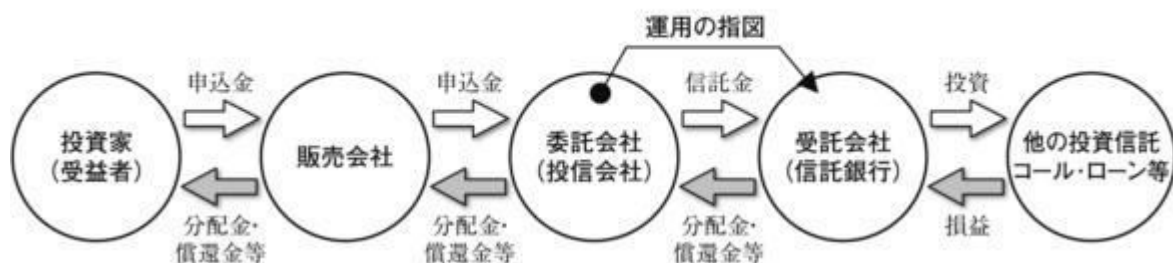 運用の指図
申込金
申込金
信託金
投資
投資家
(受益者)
販売会社
委託会社
(投信会社)
受託会社
(信託銀行)
他の投資信託
コール・ローン等
分配金・
償還金等
分配金・
償還金等
分配金・
償還金等
損益